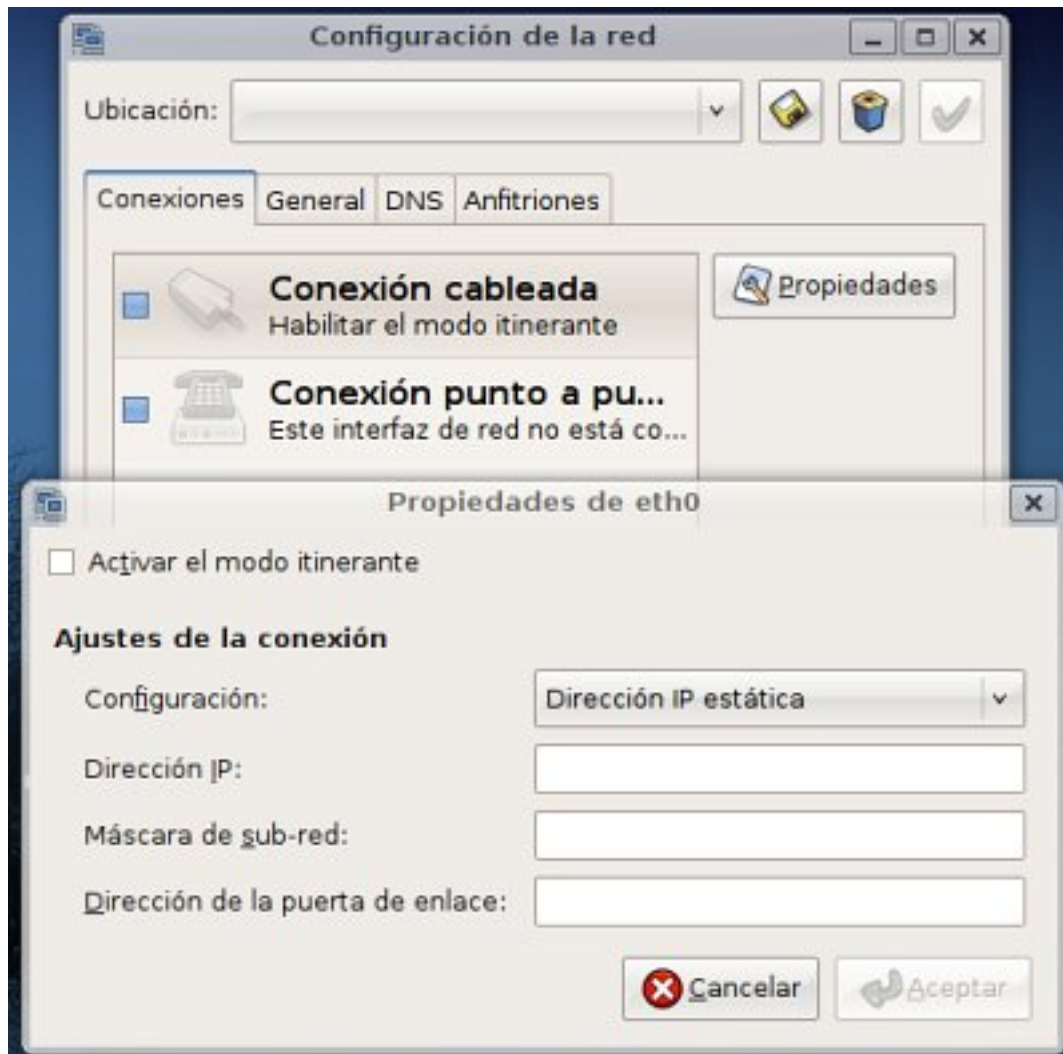 Configuración de la red
Ubicación:
Conexiones General DNS Anfitriones
Conexión cableada
Habilitar el modo itinerante
Propiedades
Conexión punto a pu...
Este interfaz de red no está co...
Propiedades de eth0
Activar el modo itinerante
Ajustes de la conexión
Configuración: Dirección IP estática
Dirección IP:
Máscara de sub-red:
Dirección de la puerta de enlace:
Cancelar Aceptar